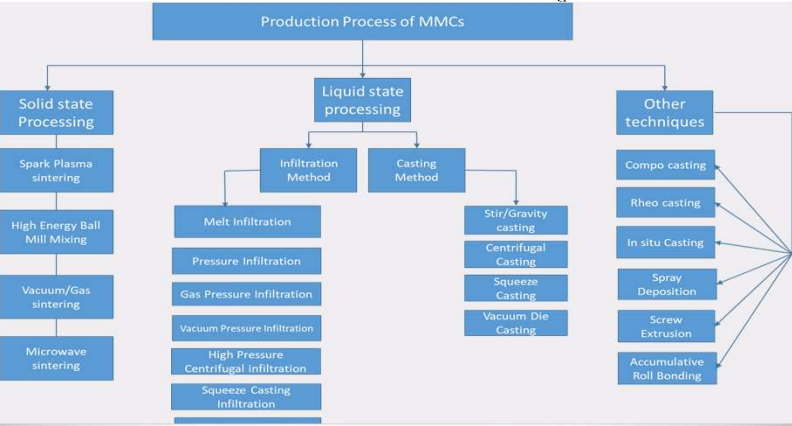 Production Process of MMCs
Solid state
Processing
Liquid state
processing
Other
techniques
Spark Plasma
sintering
High Energy Ball
Mill Mixing
Vacuum/Gas
sintering
Microwave
sintering
Infiltration
Method
Casting
Method
Melt Infiltration
Pressure Infiltration
Gas Pressure Infiltration
Vacuum Pressure Infiltration
High Pressure
Centrifugal infiltration
Squeeze Casting
Infiltration
Stir/Gravity
casting
Centrifugal
Casting
Squeeze
Casting
Vacuum Die
Casting
Compo casting
Rheo casting
In situ Casting
Spray
Deposition
Screw
Extrusion
Accumulative
Roll Bonding